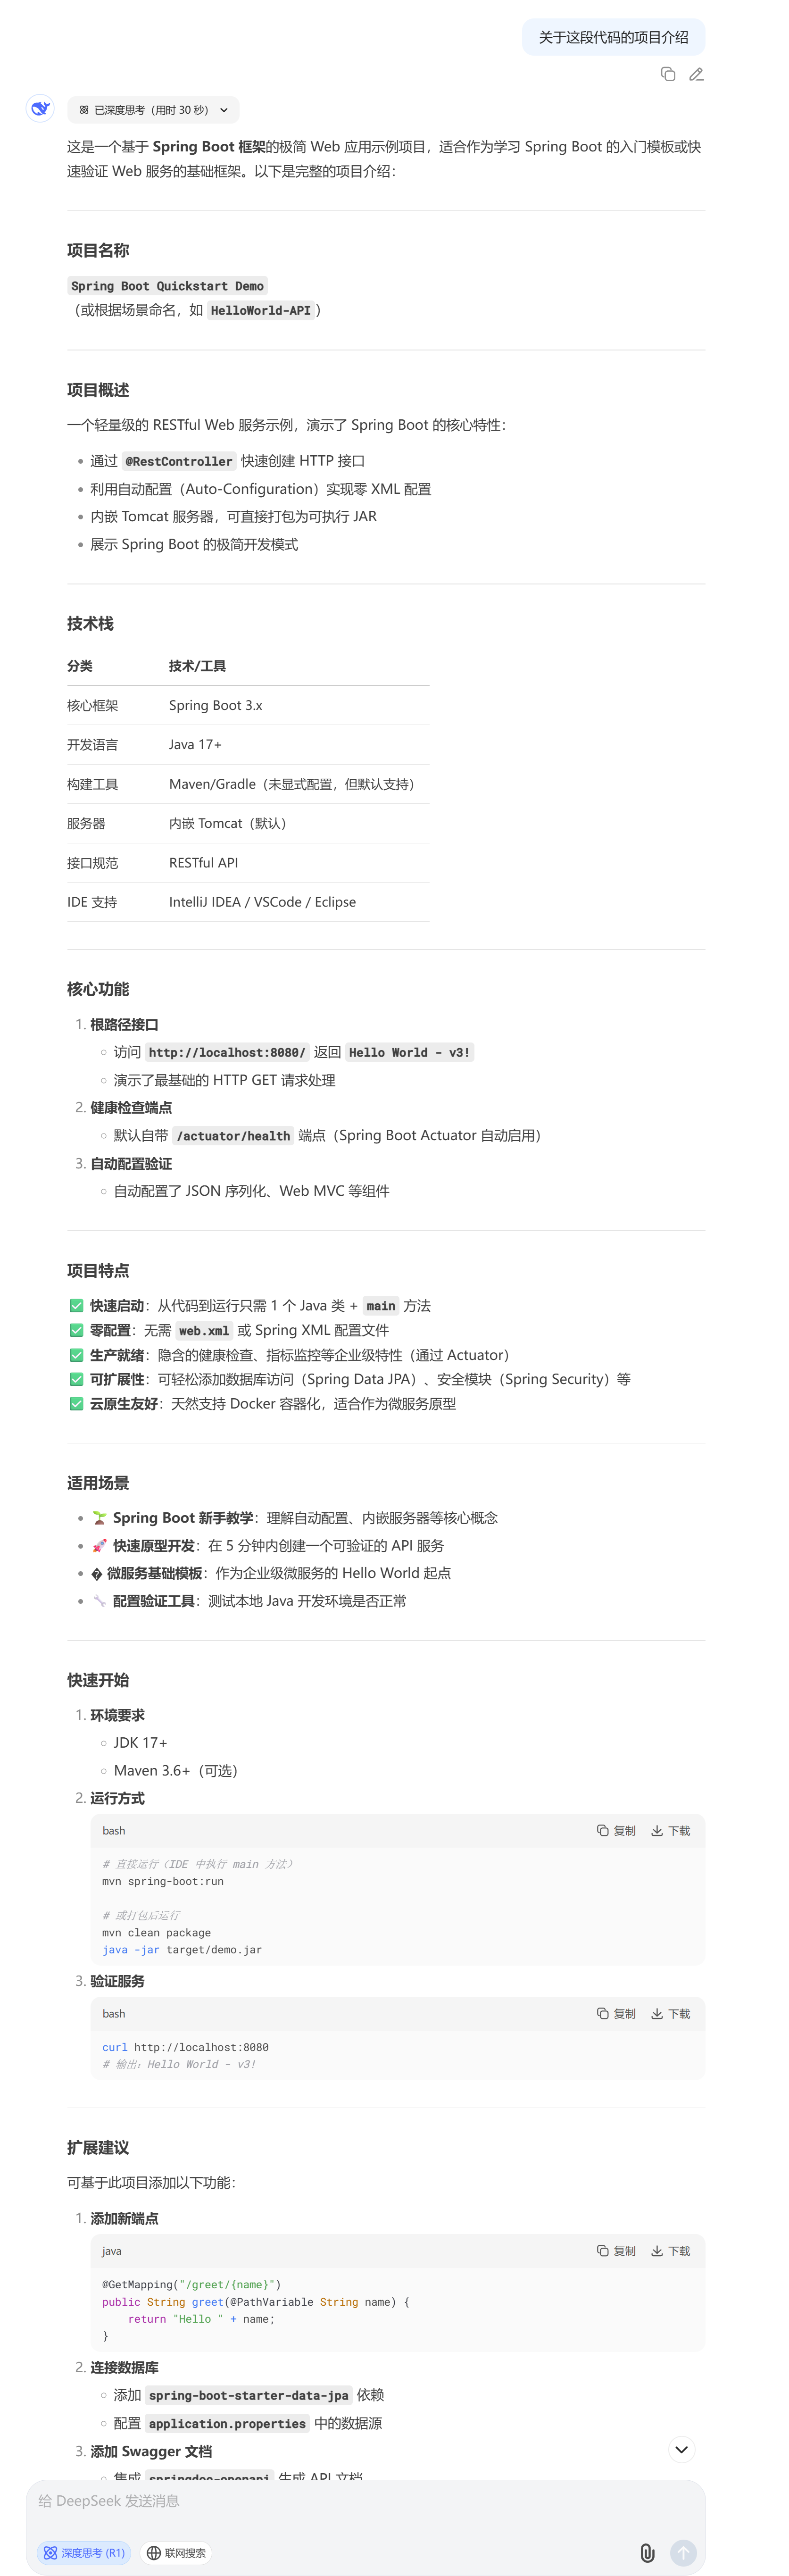 关于这段代码的项目介绍
已深度思考（用时 30 秒）
这是一个基于 Spring Boot 框架的极简 Web 应用示例项目，适合作为学习 Spring Boot 的入门模板或快
速验证 Web 服务的基础框架。以下是完整的项目介绍：
项目名称
Spring Boot Quickstart Demo
（或根据场景命名，如 HelloWorld-API）
项目概述
一个轻量级的 RESTful Web 服务示例，演示了 Spring Boot 的核心特性：
• 通过 @RestController 快速创建 HTTP 接口
• 利用自动配置（Auto-Configuration）实现零 XML 配置
• 内嵌 Tomcat 服务器，可直接打包为可执行 JAR
• 展示 Spring Boot 的极简开发模式
技术栈
分类 技术/工具
核心框架 Spring Boot 3.x
开发语言 Java 17+
构建工具 Maven/Gradle（未显式配置，但默认支持）
服务器 内嵌 Tomcat（默认）
接口规范 RESTful API
IDE 支持 IntelliJ IDEA / VSCode / Eclipse
核心功能
1. 根路径接口
◦ 访问 http://localhost:8080/ 返回 Hello World - v3!
◦ 演示了最基础的 HTTP GET 请求处理
2. 健康检查端点
◦ 默认自带 /actuator/health 端点（Spring Boot Actuator 自动启用）
3. 自动配置验证
◦ 自动配置了 JSON 序列化、Web MVC 等组件
项目特点
✅ 快速启动：从代码到运行只需 1 个 Java 类 + main 方法
✅ 零配置：无需 web.xml 或 Spring XML 配置文件
✅ 生产就绪：隐含的健康检查、指标监控等企业级特性（通过 Actuator）
✅ 可扩展性：可轻松添加数据库访问（Spring Data JPA）、安全模块（Spring Security）等
✅ 云原生友好：天然支持 Docker 容器化，适合作为微服务原型
适用场景
• 🌱 Spring Boot 新手教学：理解自动配置、内嵌服务器等核心概念
• 🚀 快速原型开发：在 5 分钟内创建一个可验证的 API 服务
• � 微服务基础模板：作为企业级微服务的 Hello World 起点
• 🔧 配置验证工具：测试本地 Java 开发环境是否正常
快速开始
1. 环境要求
◦ JDK 17+
◦ Maven 3.6+（可选）
2. 运行方式
bash 复制 下载
# 直接运行（IDE 中执行 main 方法）
mvn spring-boot:run
# 或打包后运行
mvn clean package
java -jar target/demo.jar
3. 验证服务
bash 复制 下载
curl http://localhost:8080
# 输出：Hello World - v3!
扩展建议
可基于此项目添加以下功能：
1. 添加新端点
java 复制 下载
@GetMapping("/greet/{name}")
public String greet(@PathVariable String name) {
    return "Hello " + name;
}
2. 连接数据库
◦ 添加 spring-boot-starter-data-jpa 依赖
◦ 配置 application.properties 中的数据源
3. 添加 Swagger 文档
◦ 集成 springdoc-openapi 生成 API 文档
给 DeepSeek 发送消息
深度思考 (R1) 联网搜索